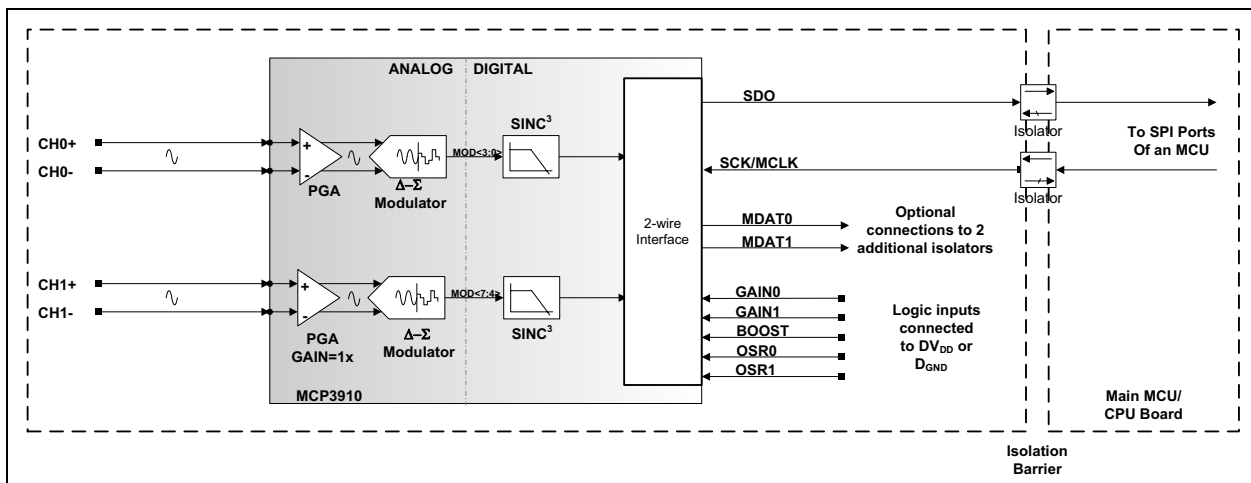 ANALOG
DIGITAL
CH0+
CH0-
+
-
PGA
Δ–Σ
Modulator
MOD<3:0>
SINC³
CH1+
CH1-
+
-
PGA
GAIN=1x
Δ–Σ
Modulator
MOD<7:4>
SINC³
MCP3910
2-wire
Interface
SDO
SCK/MCLK
MDAT0
MDAT1
GAIN0
GAIN1
BOOST
OSR0
OSR1
Optional
connections to 2
additional isolators
Logic inputs
connected
to DV_DD or
D_GND
Isolator
Isolator
To SPI Ports
Of an MCU
Main MCU/
CPU Board
Isolation
Barrier